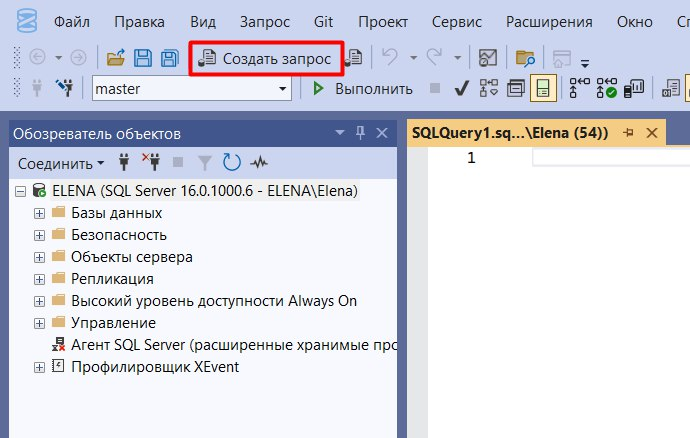 Файл Правка Вид Запрос Git Проект Сервис Расширения Окно
Создать запрос
master Выполнить
Обозреватель объектов
SQLQuery1.sq...\Elena (54))
Соединить
1
ELENA (SQL Server 16.0.1000.6 - ELENA\Elena)
Базы данных
Безопасность
Объекты сервера
Репликация
Высокий уровень доступности Always On
Управление
Агент SQL Server (расширенные хранимые про
Профилировщик XEvent